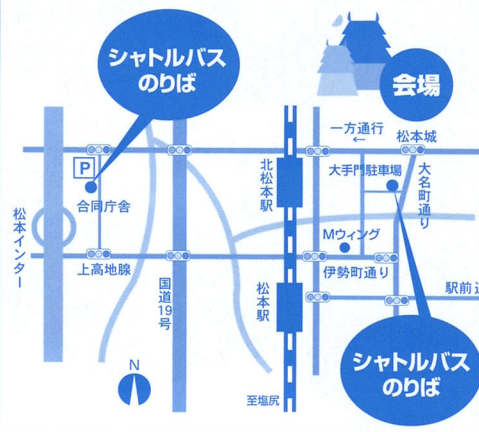 シャトルバス
のりば
会場
一方通行
←
松本城
P
大手門駐車場
北松本駅
大名町通り
合同庁舎
松本インター
Mウィング
上高地線
伊勢町通り
国道19号
松本駅
駅前通
シャトルバス
のりば
N
至塩尻